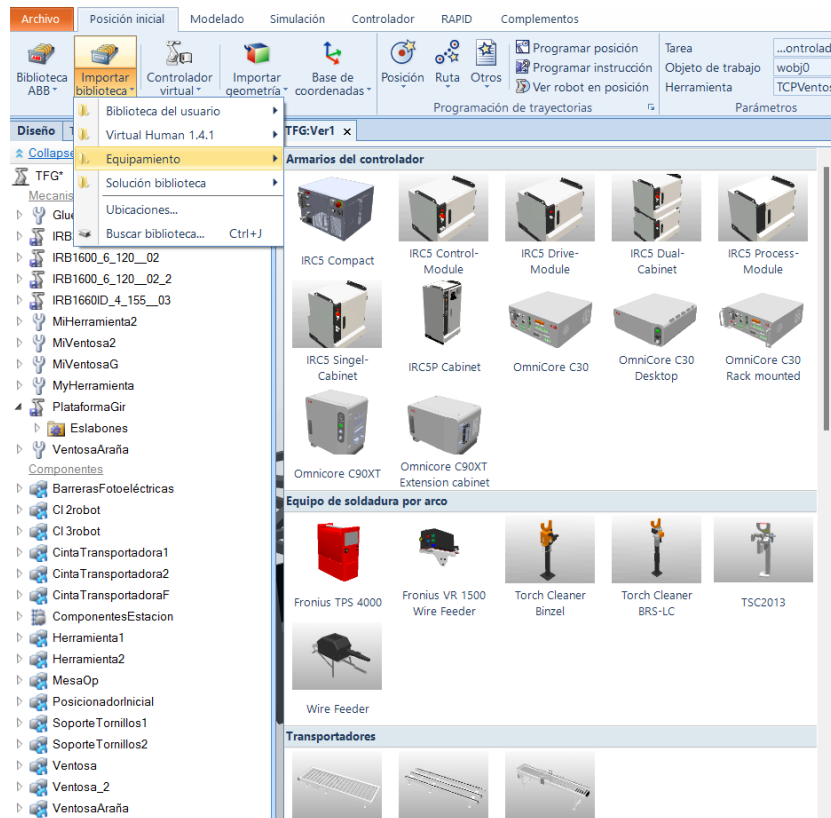 Archivo Posición inicial Modelado Simulación Controlador RAPID Complementos
Biblioteca ABB Importar biblioteca Controlador virtual Importar geometría Base de coordenadas Posición Ruta Otros
Programar posición
Programar instrucción
Ver robot en posición
Programación de trayectorias
Tarea ...ontrolad
Objeto de trabajo wobj0
Herramienta TCPVentos
Parámetros
Biblioteca del usuario
Virtual Human 1.4.1
Equipamiento
Solución biblioteca
Ubicaciones...
Buscar biblioteca... Ctrl+J
Diseño T
Collapse
TFG*
Mecanis
Glue
IRB
IRB1600_6_120__02
IRB1600_6_120__02_2
IRB1660ID_4_155__03
MiHerramienta2
MiVentosa2
MiVentosaG
MyHerramienta
PlataformaGir
Eslabones
VentosaAraña
Componentes
BarrerasFotoeléctricas
CI 2robot
CI 3robot
CintaTransportadora1
CintaTransportadora2
CintaTransportadoraF
ComponentesEstacion
Herramienta1
Herramienta2
MesaOp
PosicionadorInicial
SoporteTornillos1
SoporteTornillos2
Ventosa
Ventosa_2
VentosaAraña
TFG:Ver1 x
Armarios del controlador
IRC5 Compact
IRC5 Control-
Module
IRC5 Drive-
Module
IRC5 Dual-
Cabinet
IRC5 Process-
Module
IRC5 Singel-
Cabinet
IRC5P Cabinet
OmniCore C30
OmniCore C30
Desktop
OmniCore C30
Rack mounted
Omnicore C90XT
Omnicore C90XT
Extension cabinet
Equipo de soldadura por arco
Fronius TPS 4000
Fronius VR 1500
Wire Feeder
Torch Cleaner
Binzel
Torch Cleaner
BRS-LC
TSC2013
Wire Feeder
Transportadores